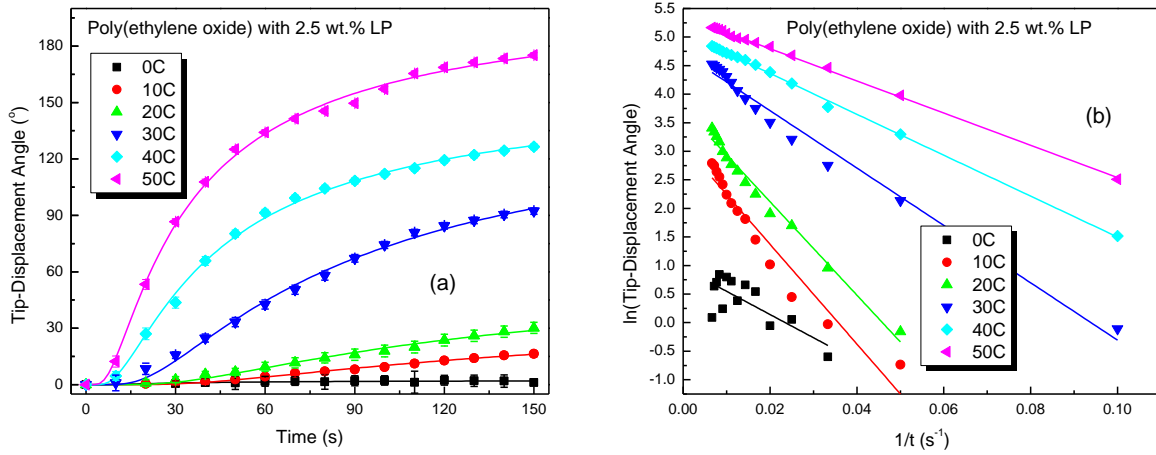 Poly(ethylene oxide) with 2.5 wt.% LP
180
150
120
90
60
30
0
Tip-Displacement Angle (°)
0C
10C
20C
30C
40C
50C
(a)
0 30 60 90 120 150
Time (s)
Poly(ethylene oxide) with 2.5 wt.% LP
5.5
5.0
4.5
4.0
3.5
3.0
2.5
2.0
1.5
1.0
0.5
0.0
-0.5
-1.0
ln(Tip-Displacement Angle)
(b)
0C
10C
20C
30C
40C
50C
0.00 0.02 0.04 0.06 0.08 0.10
1/t (s⁻¹)